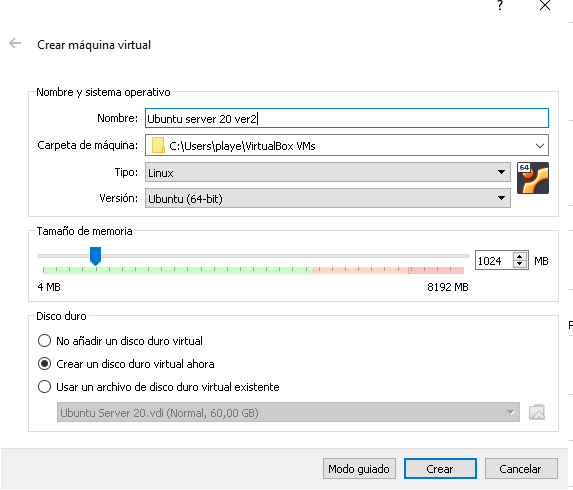 ?
Crear máquina virtual
Nombre y sistema operativo
Nombre: Ubuntu server 20 ver2
Carpeta de máquina: C:\Users\playe\VirtualBox VMs
Tipo: Linux
64
Versión: Ubuntu (64-bit)
Tamaño de memoria
1024 MB
4 MB 8192 MB
Disco duro
No añadir un disco duro virtual
Crear un disco duro virtual ahora
Usar un archivo de disco duro virtual existente
Ubuntu Server 20.vdi (Normal, 60,00 GB)
Modo guiado Crear Cancelar